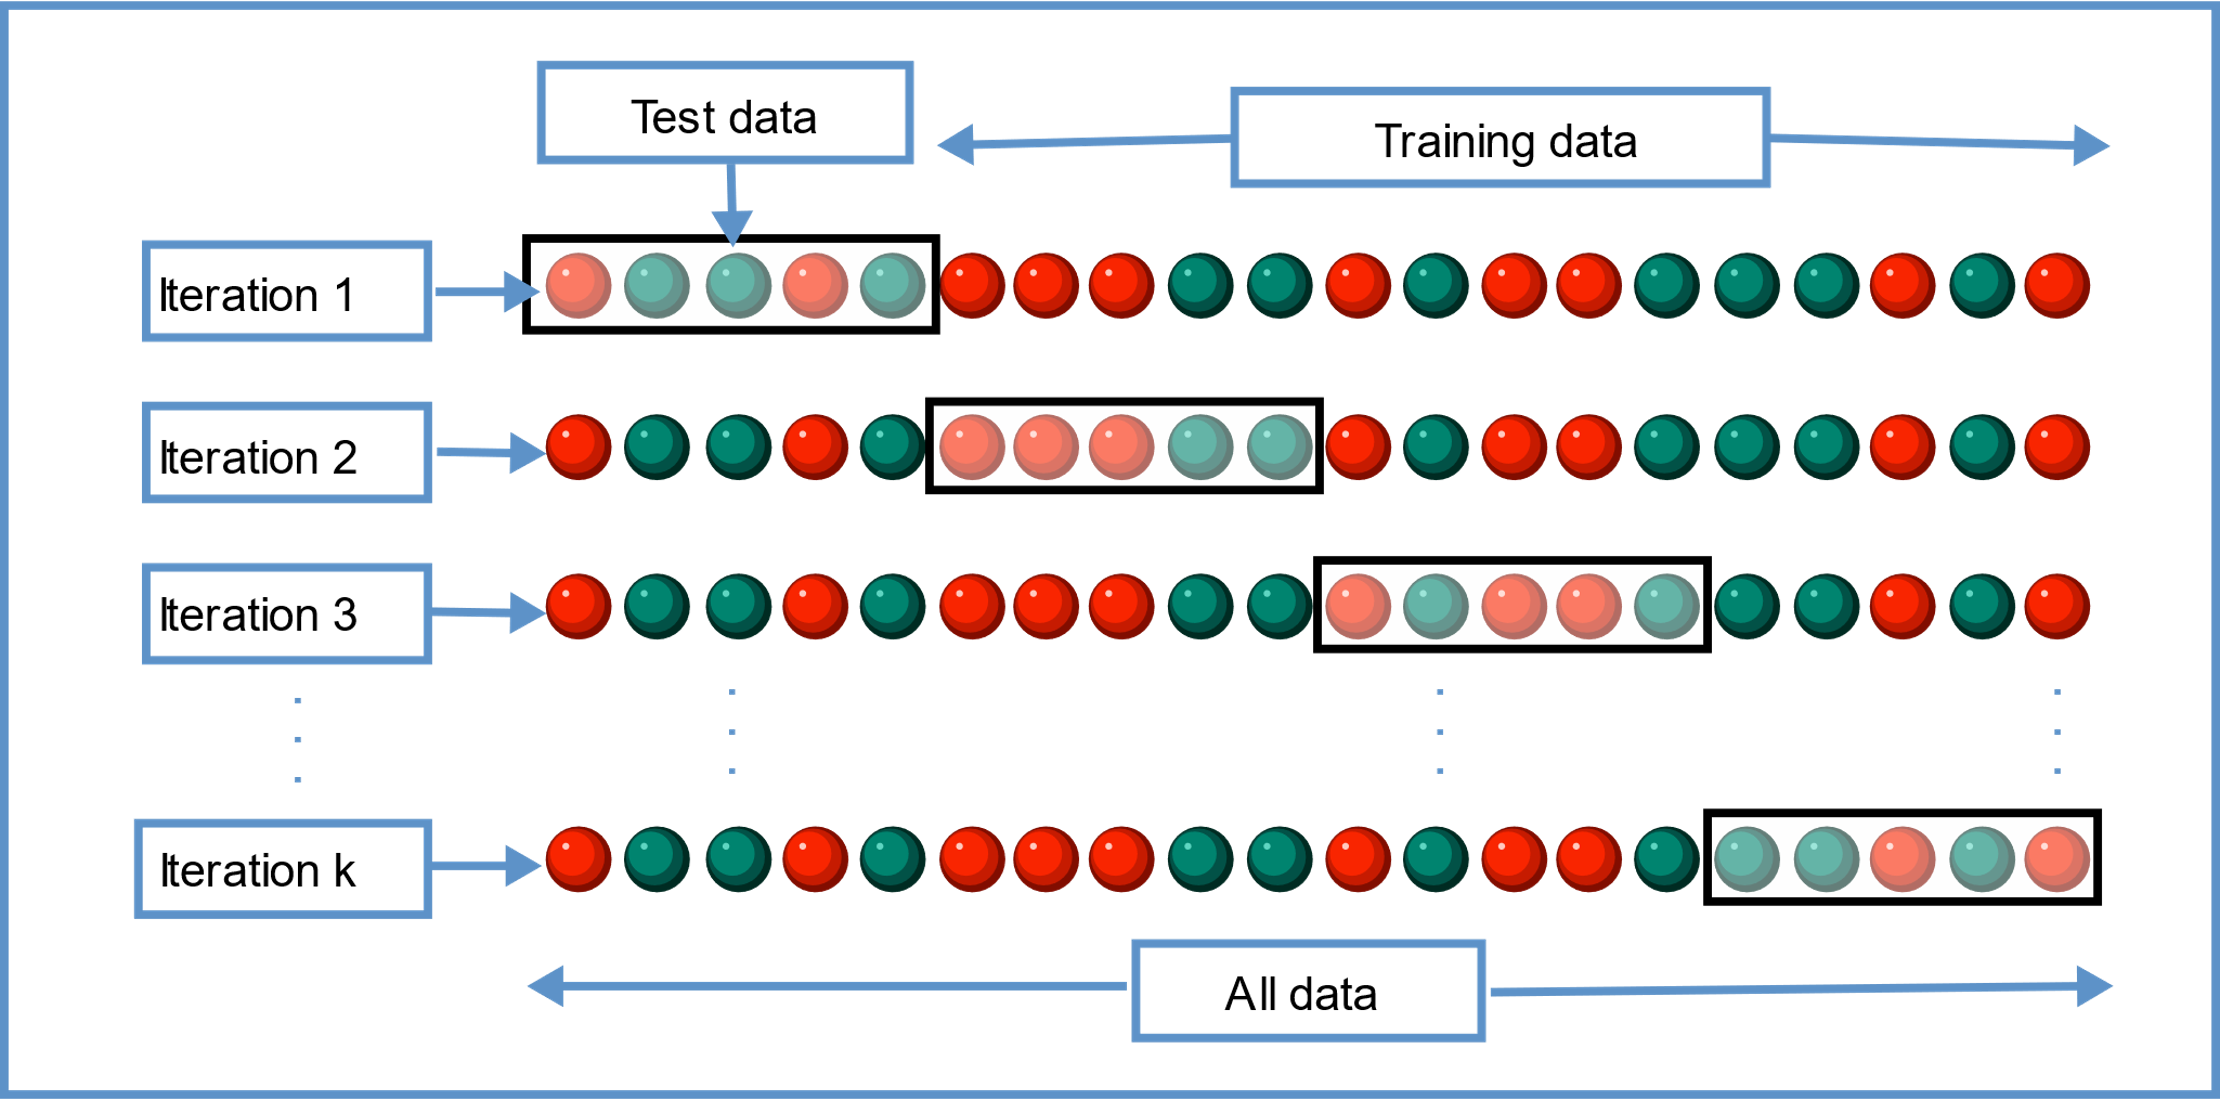 Test data
Training data
Iteration 1
Iteration 2
Iteration 3
Iteration k
All data